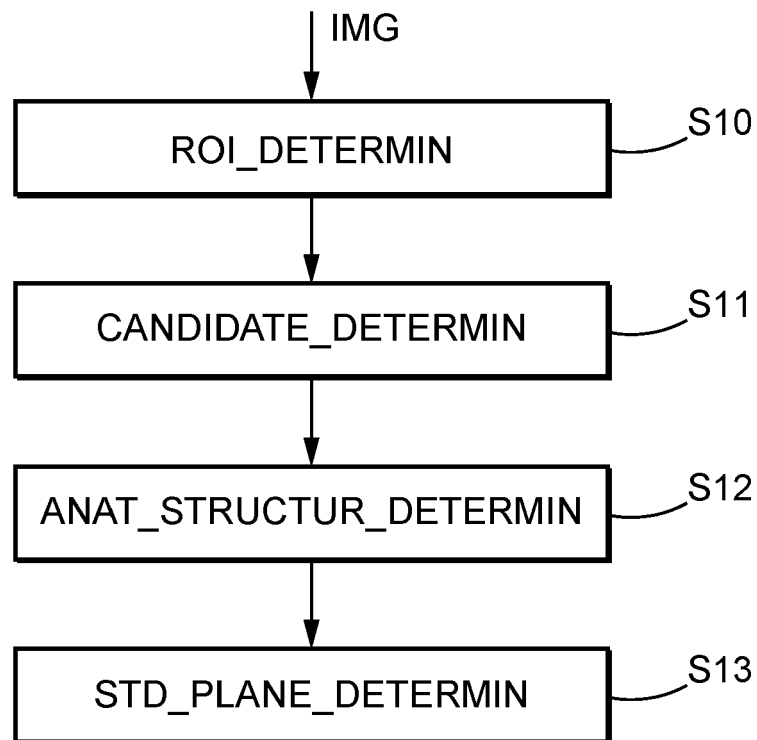 IMG
S10
ROI_DETERMIN
S11
CANDIDATE_DETERMIN
S12
ANAT_STRUCTUR_DETERMIN
S13
STD_PLANE_DETERMIN